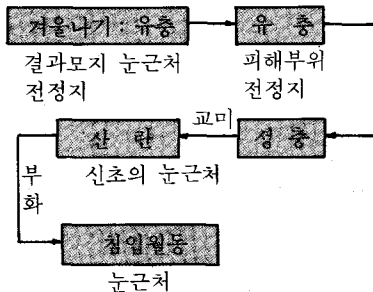 겨울나기 : 유충
유 충
결과모지 눈근처
전정지
피해부위
전정지
교미
산 란
성 충
부화
신초의 눈근처
침입월동
눈근처